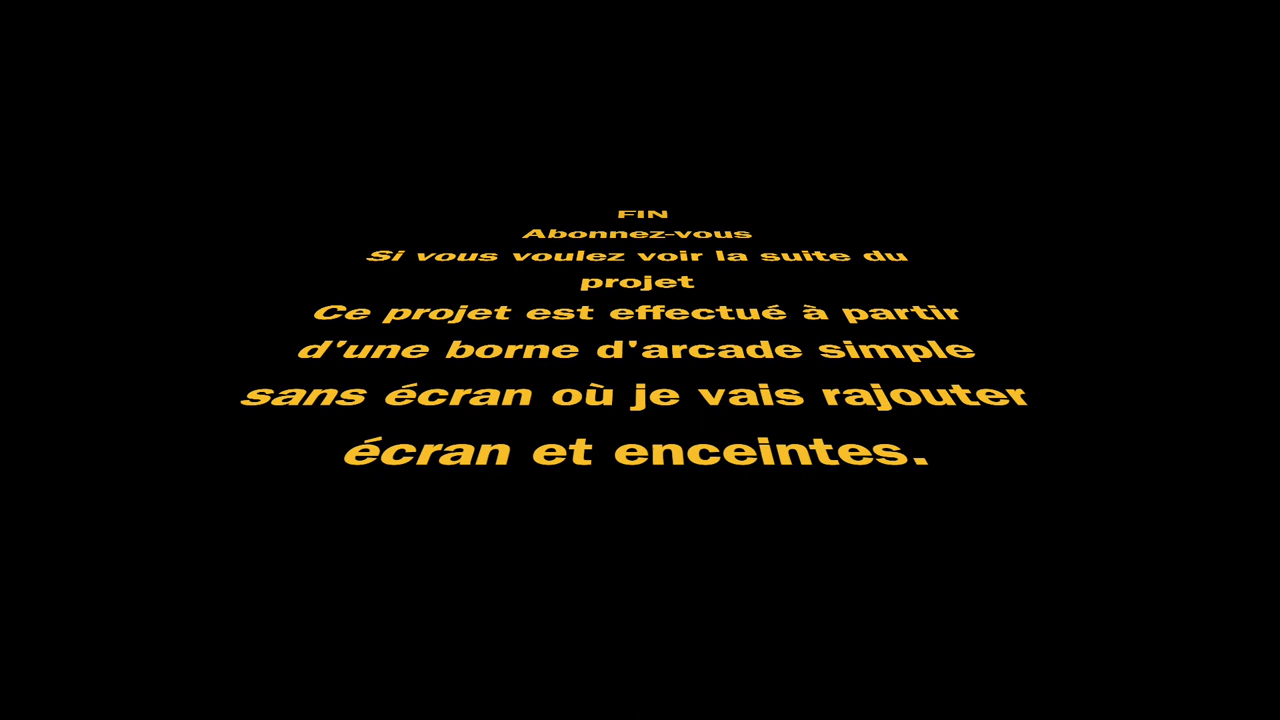 FIN
Abonnez-vous
Si vous voulez voir la suite du
projet
Ce projet est effectué à partir
d'une borne d'arcade simple
sans écran où je vais rajouter
écran et enceintes.